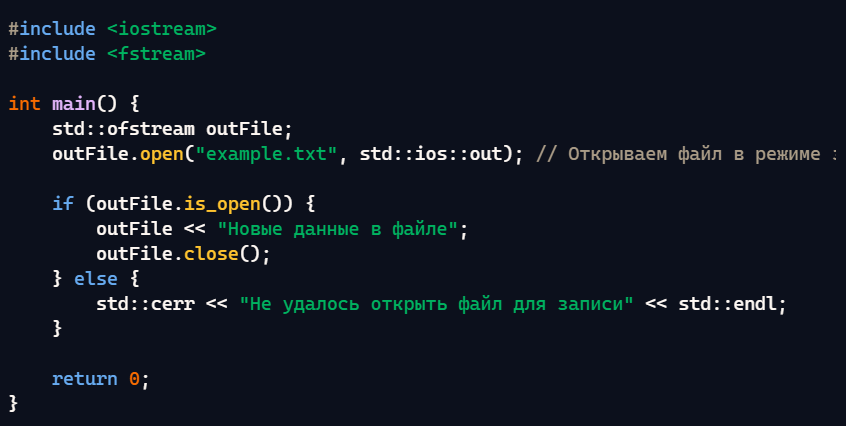 #include <iostream>
#include <fstream>

int main() {
    std::ofstream outFile;
    outFile.open("example.txt", std::ios::out); // Открываем файл в режиме

    if (outFile.is_open()) {
        outFile << "Новые данные в файле";
        outFile.close();
    } else {
        std::cerr << "Не удалось открыть файл для записи" << std::endl;
    }

    return 0;
}